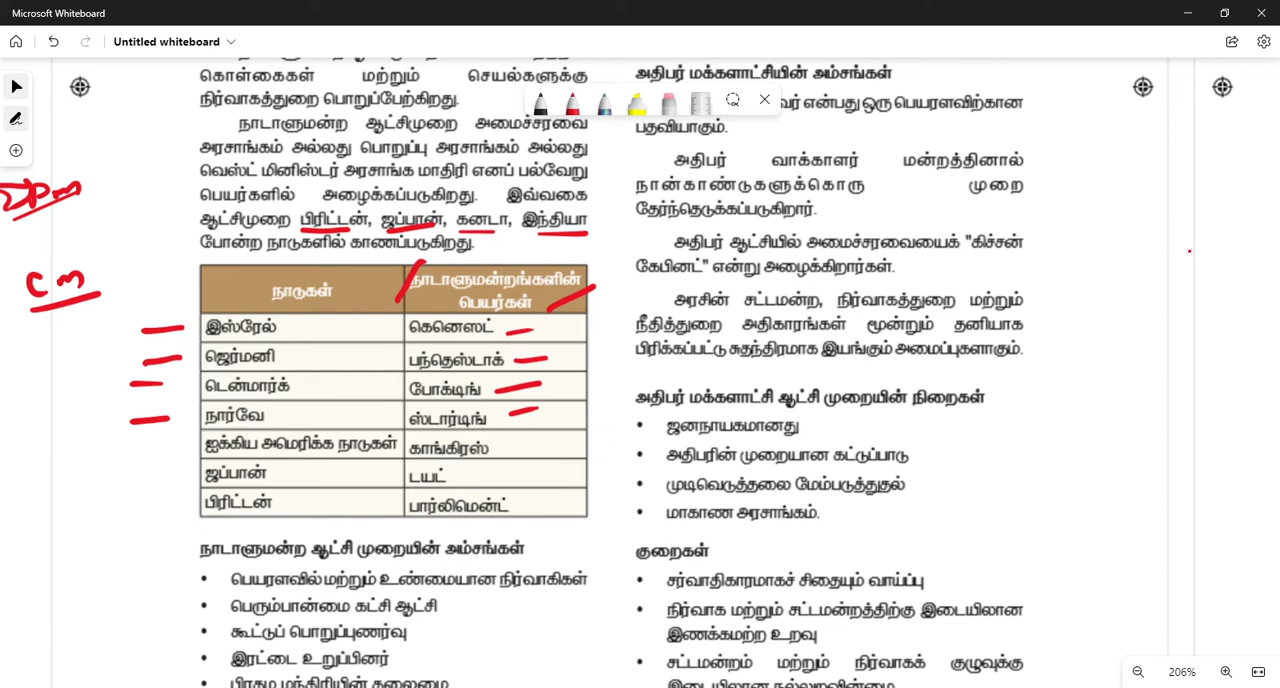 Microsoft Whiteboard
Untitled whiteboard
கொள்கைகள் மற்றும் செயல்களுக்கு
நிர்வாகத்துறை பொறுப்பேற்கிறது.
நாடாளுமன்ற ஆட்சிமுறை அமைச்சரவை
அரசாங்கம் அல்லது பொறுப்பு அரசாங்கம் அல்லது
வெஸ்ட் மினிஸ்டர் அரசாங்க மாதிரி எனப் பல்வேறு
பெயர்களில் அழைக்கப்படுகிறது. இவ்வகை
ஆட்சிமுறை பிரிட்டன், ஜப்பான், கனடா, இந்தியா
போன்ற நாடுகளில் காணப்படுகிறது.
PM
CM
நாடுகள் நாடாளுமன்றங்களின் பெயர்கள்
இஸ்ரேல் கெனெஸட்
ஜெர்மனி பந்தெஸ்டாக்
டென்மார்க் போக்டிங்
நார்வே ஸ்டார்டிங்
ஐக்கிய அமெரிக்க நாடுகள் காங்கிரஸ்
ஜப்பான் டயட்
பிரிட்டன் பார்லிமென்ட்
நாடாளுமன்ற ஆட்சி முறையின் அம்சங்கள்
• பெயரளவில் மற்றும் உண்மையான நிர்வாகிகள்
• பெரும்பான்மை கட்சி ஆட்சி
• கூட்டுப் பொறுப்புணர்வு
• இரட்டை உறுப்பினர்
• பிரதம மந்திரியின் தலைமை
அதிபர் மக்களாட்சியின் அம்சங்கள்
என்பது ஒரு பெயரளவிற்கான
பதவியாகும்.
அதிபர் வாக்காளர் மன்றத்தினால்
நான்காண்டுகளுக்கொரு முறை
தேர்ந்தெடுக்கப்படுகிறார்.
அதிபர் ஆட்சியில் அமைச்சரவையைக் "கிச்சன்
கேபினட்" என்று அழைக்கிறார்கள்.
அரசின் சட்டமன்ற, நிர்வாகத்துறை மற்றும்
நீதித்துறை அதிகாரங்கள் மூன்றும் தனியாக
பிரிக்கப்பட்டு சுதந்திரமாக இயங்கும் அமைப்புகளாகும்.
அதிபர் மக்களாட்சி ஆட்சி முறையின் நிறைகள்
• ஜனநாயகமானது
• அதிபரின் முறையான கட்டுப்பாடு
• முடிவெடுத்தலை மேம்படுத்துதல்
• மாகாண அரசாங்கம்.
குறைகள்
• சர்வாதிகாரமாகச் சிதையும் வாய்ப்பு
• நிர்வாக மற்றும் சட்டமன்றத்திற்கு இடையிலான
இணக்கமற்ற உறவு
• சட்டமன்றம் மற்றும் நிர்வாகக் குழுவுக்கு
இடையிலான நல்லுறவின்மை
206%